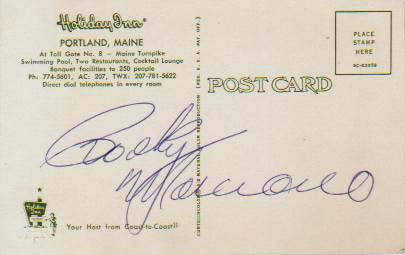 Holiday Inn®
PORTLAND, MAINE
At Toll Gate No. 8 — Maine Turnpike
Swimming Pool, Two Restaurants, Cocktail Lounge
Banquet facilities to 250 people
Ph: 774-5601, AC: 207, TWX: 207-781-5622
Direct dial telephones in every room
PLACE
STAMP
HERE
POST CARD
Rocky
Marciano
Holiday
Inn
Your Host from Coast-to-Coast®